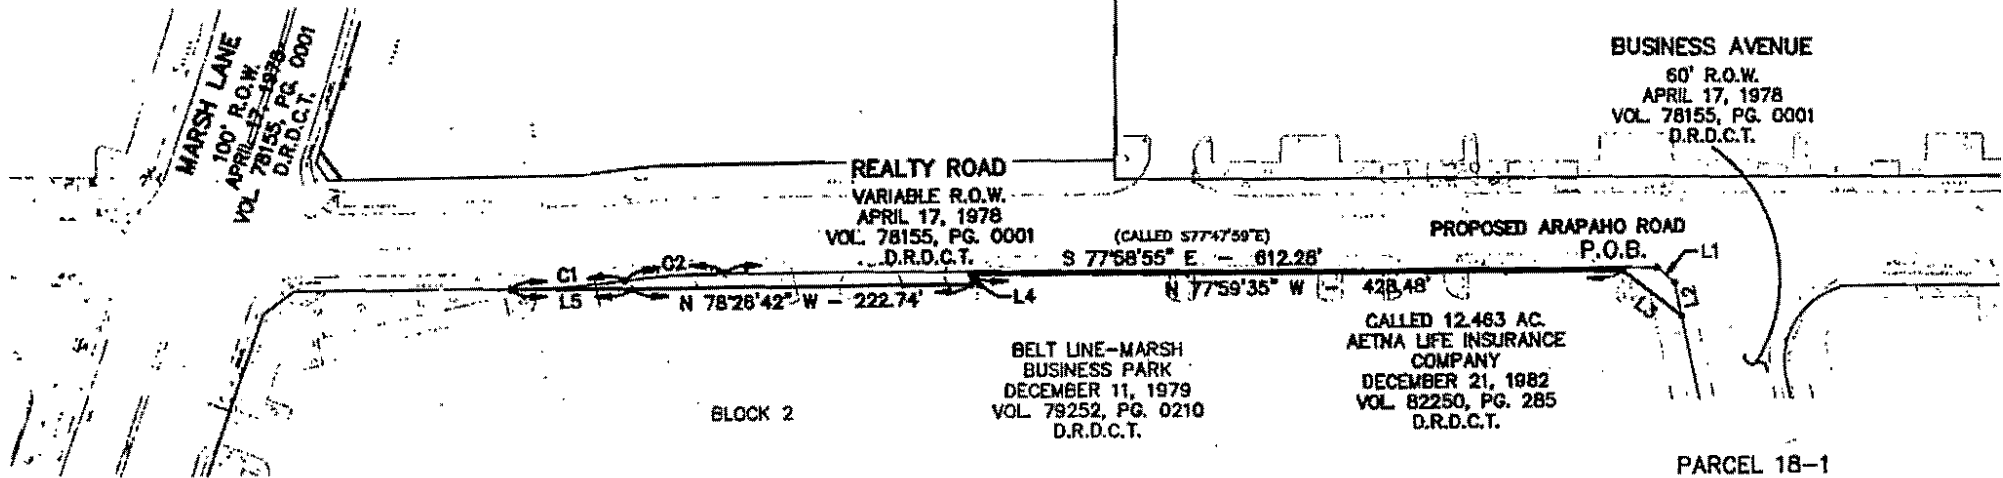 MARSH LANE
100' R.O.W.
APRIL 17, 1978
VOL. 78155, PG. 0001
D.R.D.C.T.
REALTY ROAD
VARIABLE R.O.W.
APRIL 17, 1978
VOL. 78155, PG. 0001
D.R.D.C.T.
BUSINESS AVENUE
60' R.O.W.
APRIL 17, 1978
VOL. 78155, PG. 0001
D.R.D.C.T.
PROPOSED ARAPAHO ROAD
P.O.B.
L1
L2
L3
(CALLED S77°47'59"E)
S 77°58'55" E - 612.28'
N 77°59'35" W - 428.48'
C1
C2
L5
N 78°26'42" W - 222.74'
L4
BELT LINE-MARSH
BUSINESS PARK
DECEMBER 11, 1979
VOL. 79252, PG. 0210
D.R.D.C.T.
CALLED 12.463 AC.
AETNA LIFE INSURANCE
COMPANY
DECEMBER 21, 1982
VOL. 82250, PG. 285
D.R.D.C.T.
BLOCK 2
PARCEL 18-1